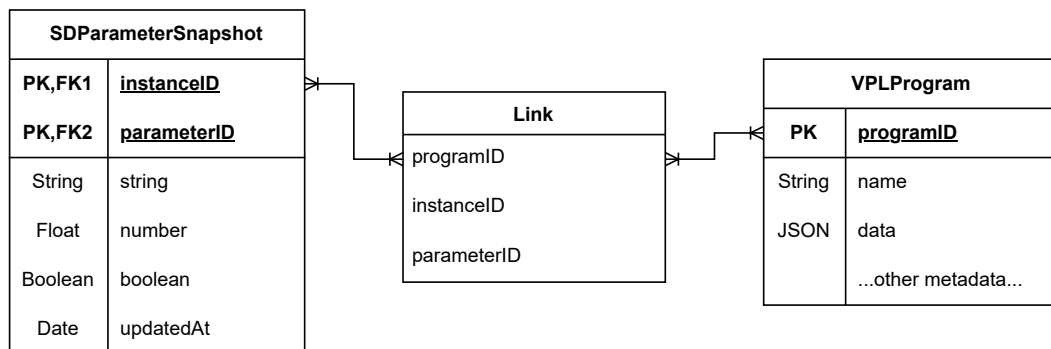 SDParameterSnapshot
PK,FK1 instanceID
PK,FK2 parameterID
String string
Float number
Boolean boolean
Date updatedAt
Link
programID
instanceID
parameterID
VPLProgram
PK programID
String name
JSON data
...other metadata...